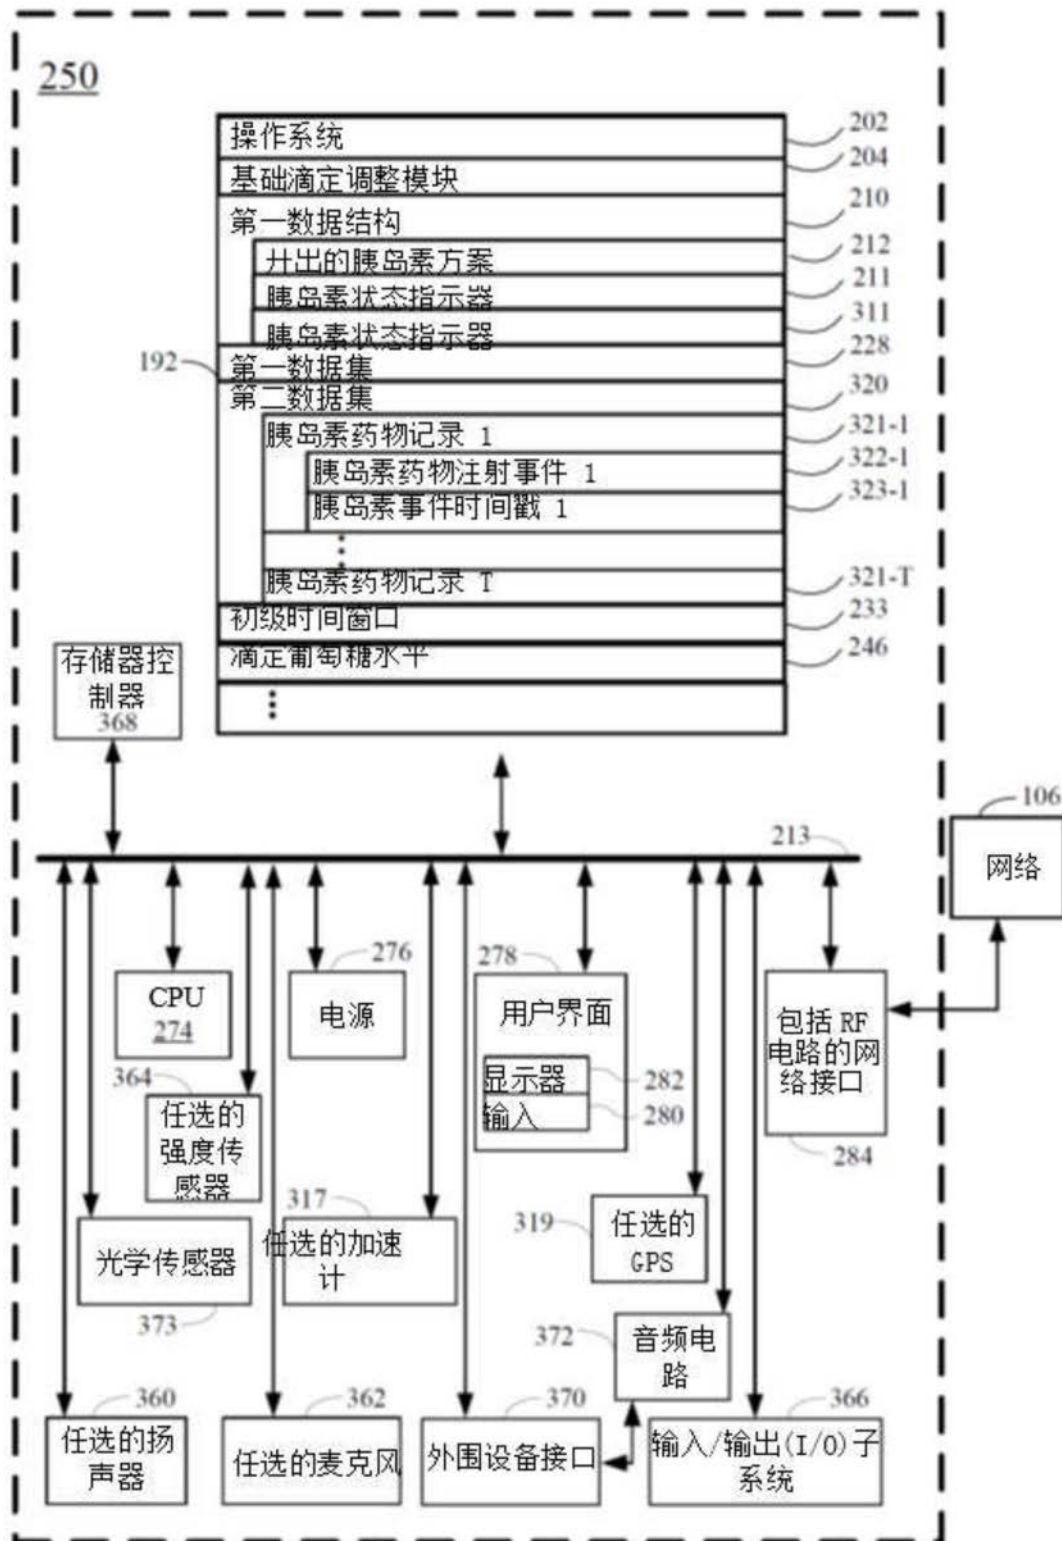 250
操作系统
202
基础滴定调整模块
204
第一数据结构
210
升出的胰岛素方案
212
胰岛素状态指示器
211
胰岛素状态指示器
311
192
第一数据集
228
第二数据集
320
胰岛素药物记录 1
321-1
胰岛素药物注射事件 1
322-1
胰岛素事件时间戳 1
323-1
⋮
胰岛素药物记录 T
321-T
初级时间窗口
233
滴定葡萄糖水平
246
⋮
存储器控
制器
368
213
106
网络
CPU
274
276
电源
278
用户界面
显示器
282
输入
280
包括 RF
电路的网
络接口
284
364
任选的
强度传
感器
317
任选的加速
计
319
任选的
GPS
光学传感器
373
372
音频电
路
360
任选的扬
声器
362
任选的麦克风
370
外围设备接口
366
输入/输出(I/O)子
系统